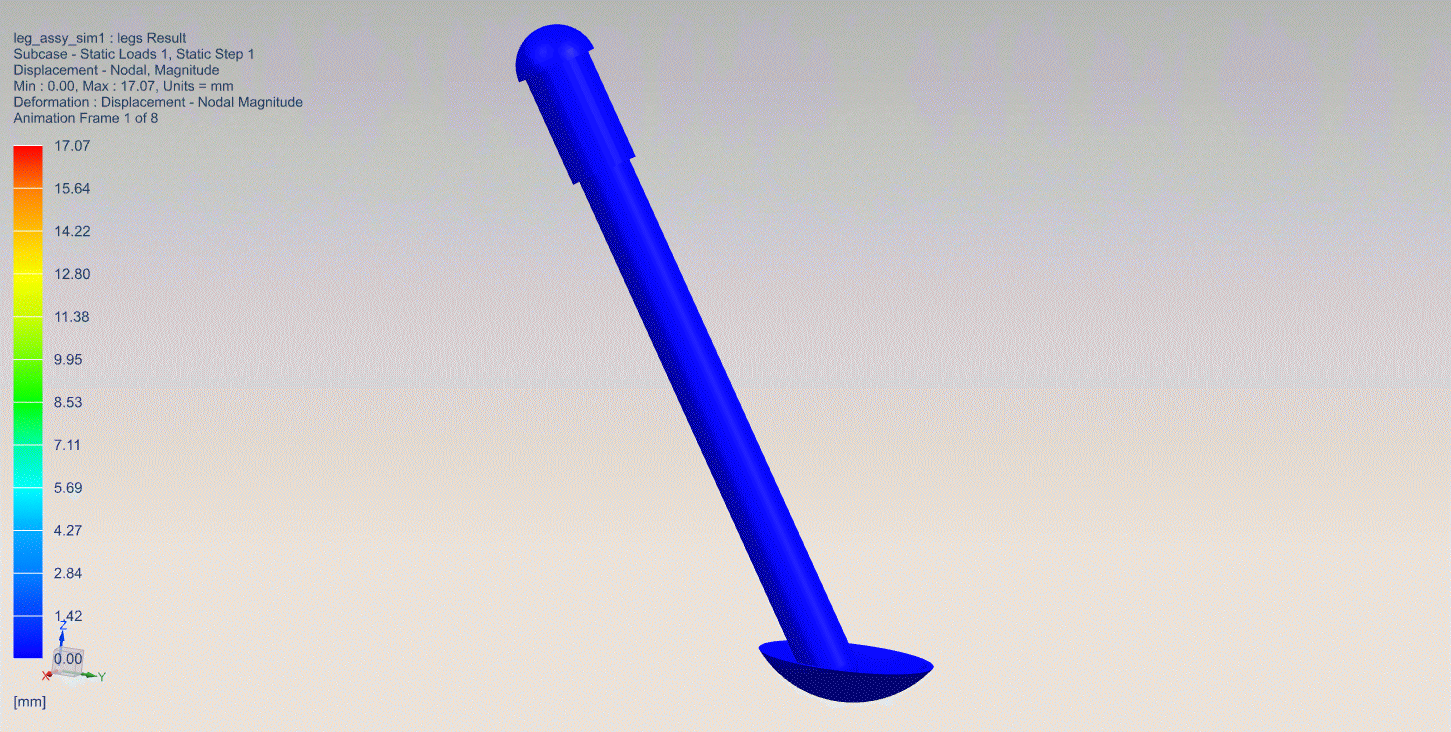 leg_assy_sim1 : legs Result
Subcase - Static Loads 1, Static Step 1
Displacement - Nodal, Magnitude
Min : 0.00, Max : 17.07, Units = mm
Deformation : Displacement - Nodal Magnitude
Animation Frame 1 of 8
17.07
15.64
14.22
12.80
11.38
9.95
8.53
7.11
5.69
4.27
2.84
1.42
Z
0.00
X Y
[mm]